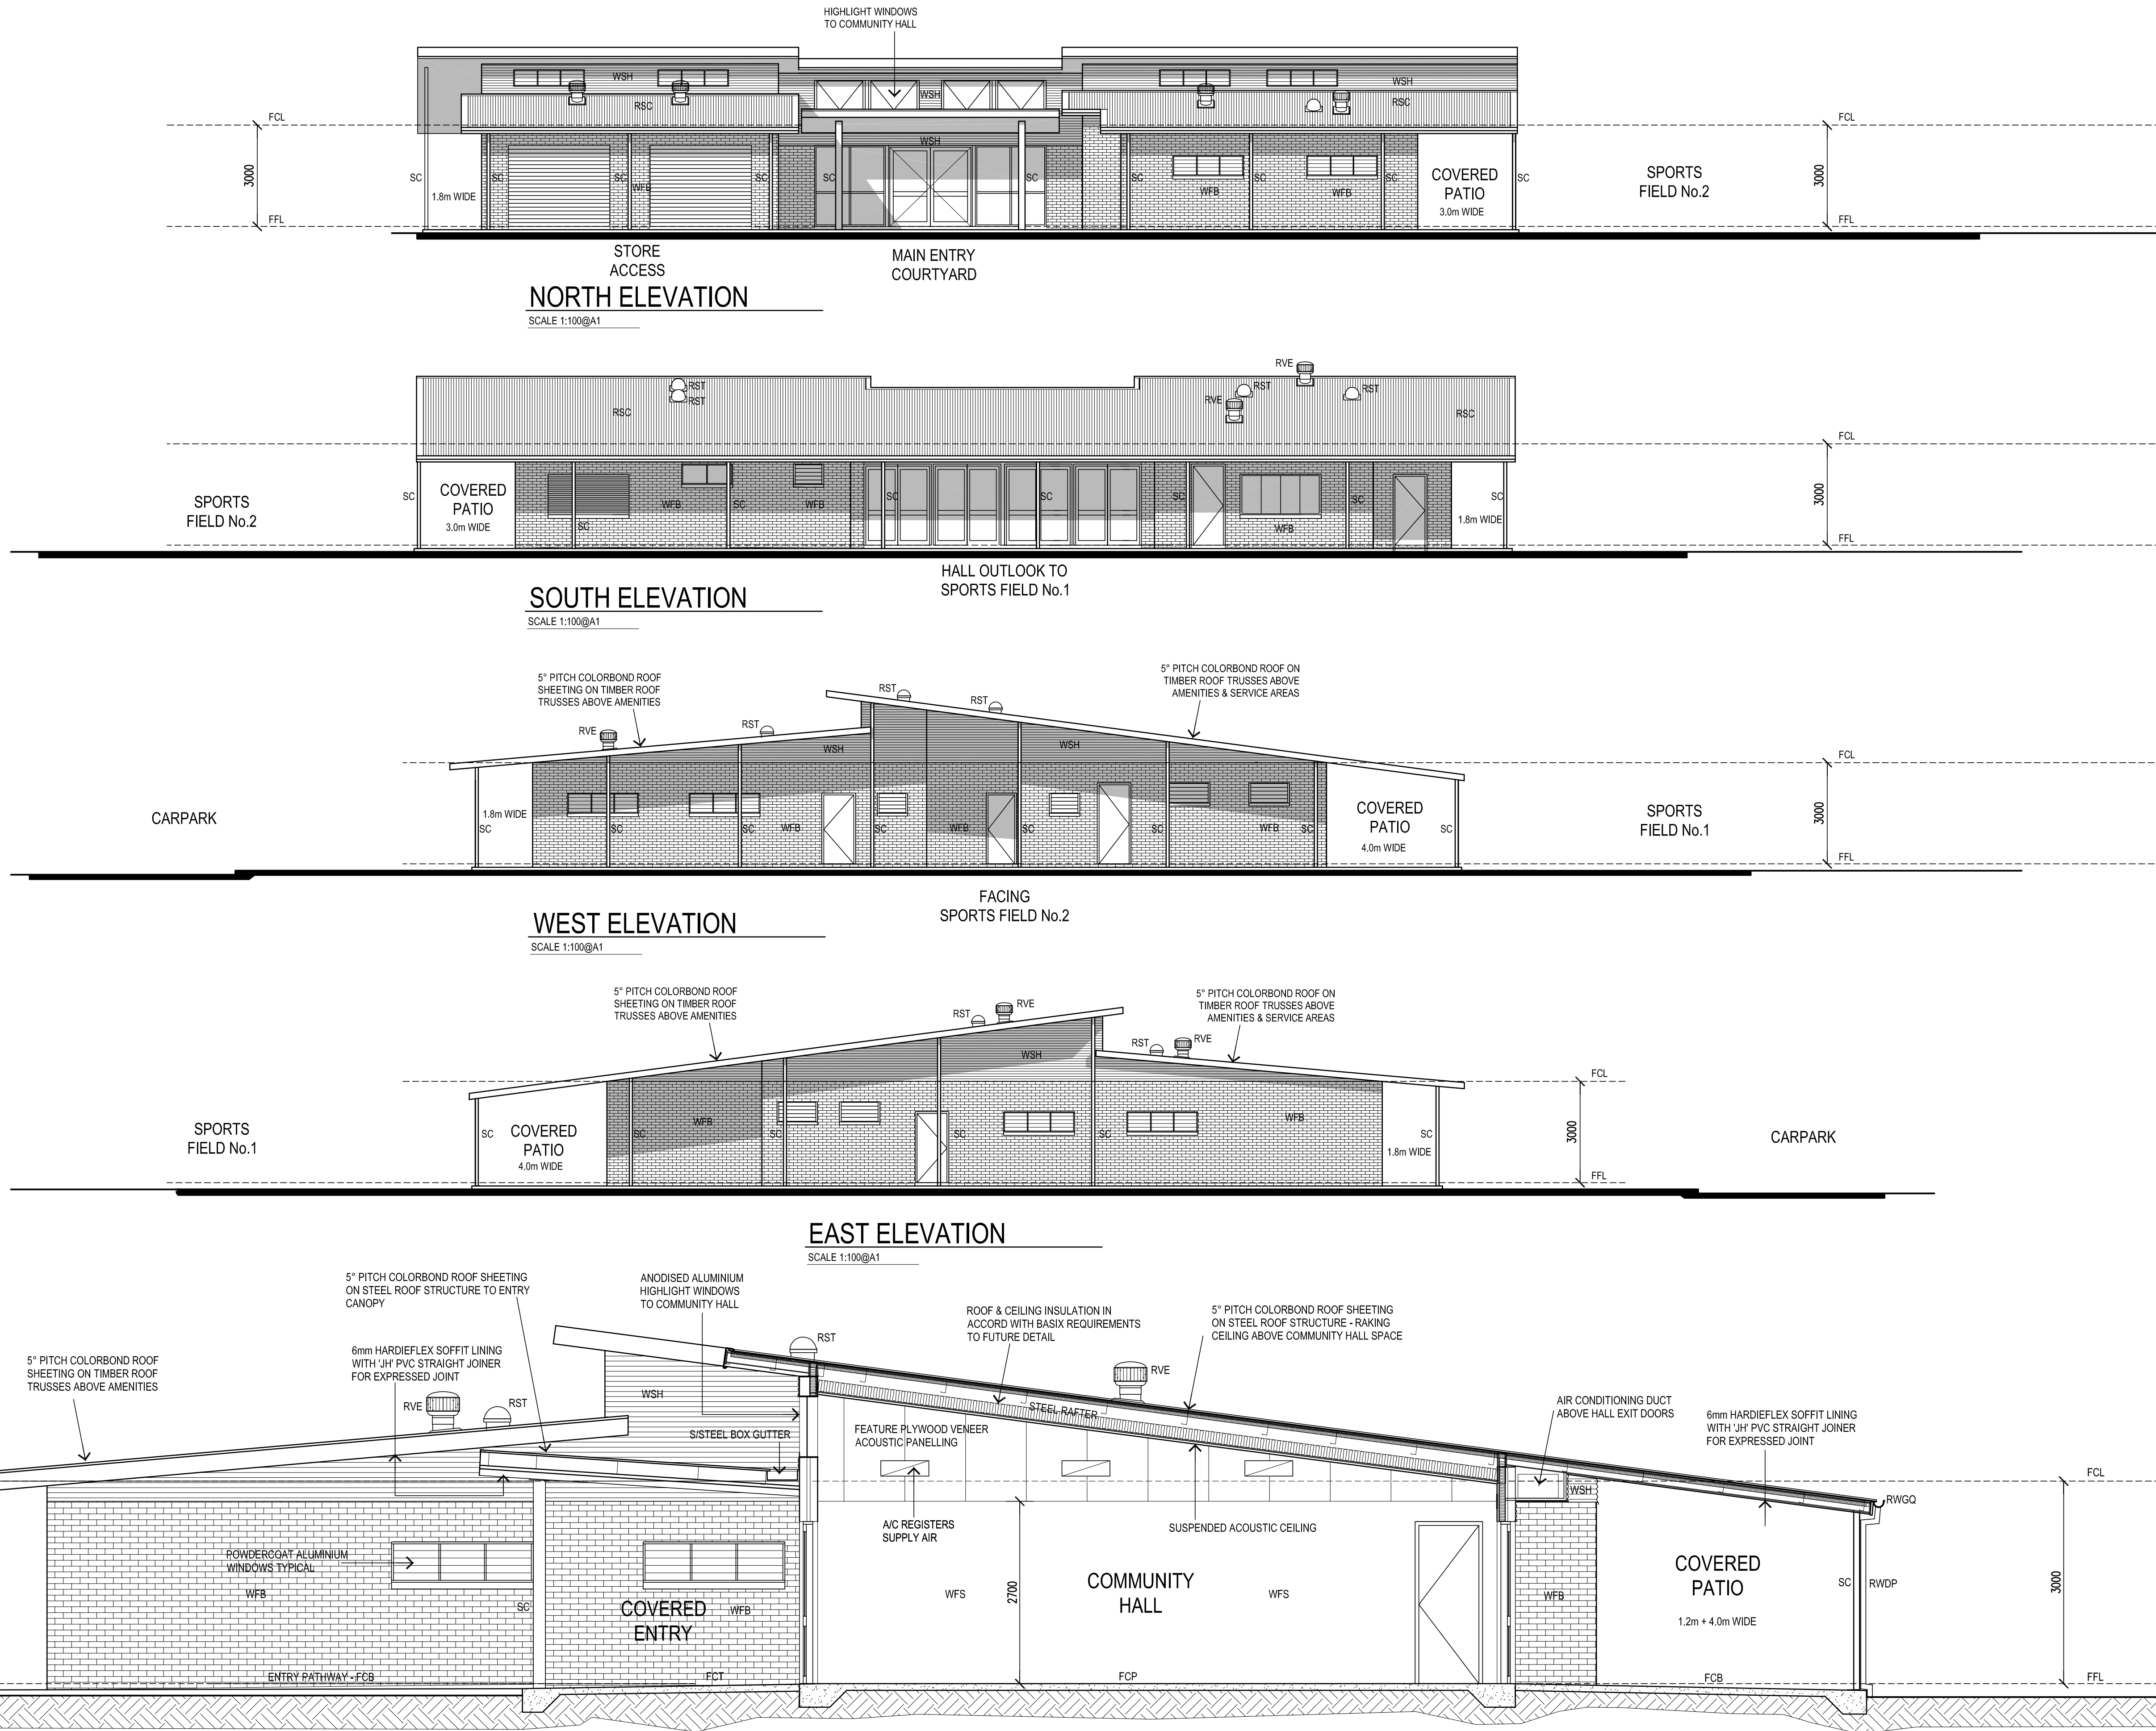 HIGHLIGHT WINDOWS
TO COMMUNITY HALL
WSH
WSH
WSH
RSC
RSC
FCL
FCL
WSH
3000
SC
1.8m WIDE
SC
SC
WFB
SC
SC
SC
SC
WFB
SC
WFB
SC
COVERED
PATIO
3.0m WIDE
SC
SPORTS
FIELD No.2
3000
FFL
FFL
STORE
ACCESS
MAIN ENTRY
COURTYARD
NORTH ELEVATION
SCALE 1:100@A1
RVE
RST
RST
RST
RST
RVE
RSC
RSC
FCL
SPORTS
FIELD No.2
SC
COVERED
PATIO
3.0m WIDE
SC
WFB
SC
WFB
SC
SC
SC
WFB
SC
SC
1.8m WIDE
3000
FFL
HALL OUTLOOK TO
SPORTS FIELD No.1
SOUTH ELEVATION
SCALE 1:100@A1
5° PITCH COLORBOND ROOF
SHEETING ON TIMBER ROOF
TRUSSES ABOVE AMENITIES
RVE
RST
RST
RST
5° PITCH COLORBOND ROOF ON
TIMBER ROOF TRUSSES ABOVE
AMENITIES & SERVICE AREAS
WSH
WSH
FCL
CARPARK
1.8m WIDE
SC
SC
SC
WFB
SC
WFB
SC
SC
WFB
SC
COVERED
PATIO
4.0m WIDE
SC
SPORTS
FIELD No.1
3000
FFL
FACING
SPORTS FIELD No.2
WEST ELEVATION
SCALE 1:100@A1
5° PITCH COLORBOND ROOF
SHEETING ON TIMBER ROOF
TRUSSES ABOVE AMENITIES
RST
RVE
5° PITCH COLORBOND ROOF ON
TIMBER ROOF TRUSSES ABOVE
AMENITIES & SERVICE AREAS
RST
RVE
WSH
FCL
SPORTS
FIELD No.1
SC
COVERED
PATIO
4.0m WIDE
SC
WFB
SC
SC
SC
WFB
SC
1.8m WIDE
3000
FFL
CARPARK
EAST ELEVATION
SCALE 1:100@A1
5° PITCH COLORBOND ROOF SHEETING
ON STEEL ROOF STRUCTURE TO ENTRY
CANOPY
ANODISED ALUMINIUM
HIGHLIGHT WINDOWS
TO COMMUNITY HALL
ROOF & CEILING INSULATION IN
ACCORD WITH BASIX REQUIREMENTS
TO FUTURE DETAIL
5° PITCH COLORBOND ROOF SHEETING
ON STEEL ROOF STRUCTURE - RAKING
CEILING ABOVE COMMUNITY HALL SPACE
5° PITCH COLORBOND ROOF
SHEETING ON TIMBER ROOF
TRUSSES ABOVE AMENITIES
6mm HARDIEFLEX SOFFIT LINING
WITH 'JH' PVC STRAIGHT JOINER
FOR EXPRESSED JOINT
RST
RVE
RVE
RST
WSH
STEEL RAFTER
S/STEEL BOX GUTTER
FEATURE PLYWOOD VENEER
ACOUSTIC PANELLING
AIR CONDITIONING DUCT
ABOVE HALL EXIT DOORS
6mm HARDIEFLEX SOFFIT LINING
WITH 'JH' PVC STRAIGHT JOINER
FOR EXPRESSED JOINT
FCL
WSH
RWGQ
A/C REGISTERS
SUPPLY AIR
SUSPENDED ACOUSTIC CEILING
POWDERCOAT ALUMINIUM
WINDOWS TYPICAL
WFB
SC
COVERED
ENTRY
WFB
WFS
2700
COMMUNITY
HALL
WFS
WFB
COVERED
PATIO
1.2m + 4.0m WIDE
SC
RWDP
3000
ENTRY PATHWAY - FCB
FCT
FCP
FCB
FFL